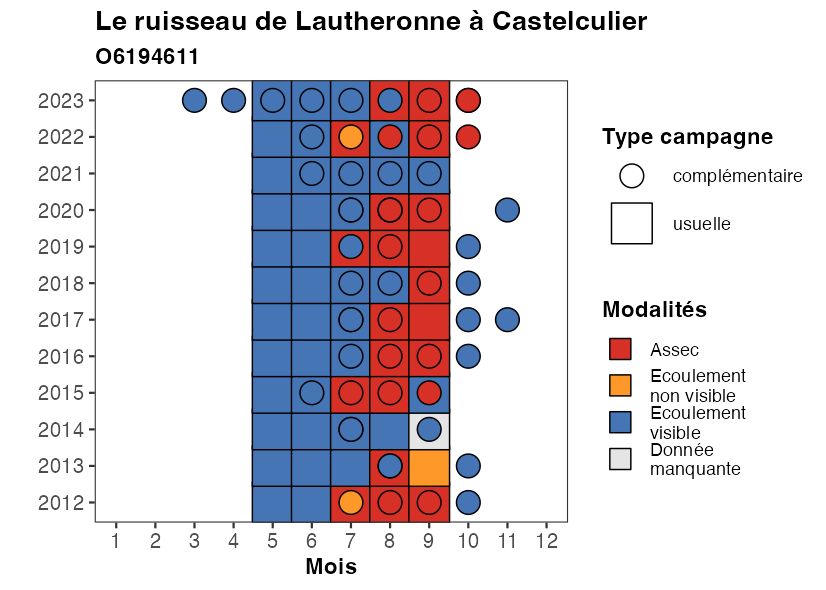 Le ruisseau de Lautheronne à Castelculier
O6194611
2023
2022
2021
2020
2019
2018
2017
2016
2015
2014
2013
2012
1 2 3 4 5 6 7 8 9 10 11 12
Mois
Type campagne
complémentaire
usuelle
Modalités
Assec
Ecoulement
non visible
Ecoulement
visible
Donnée
manquante